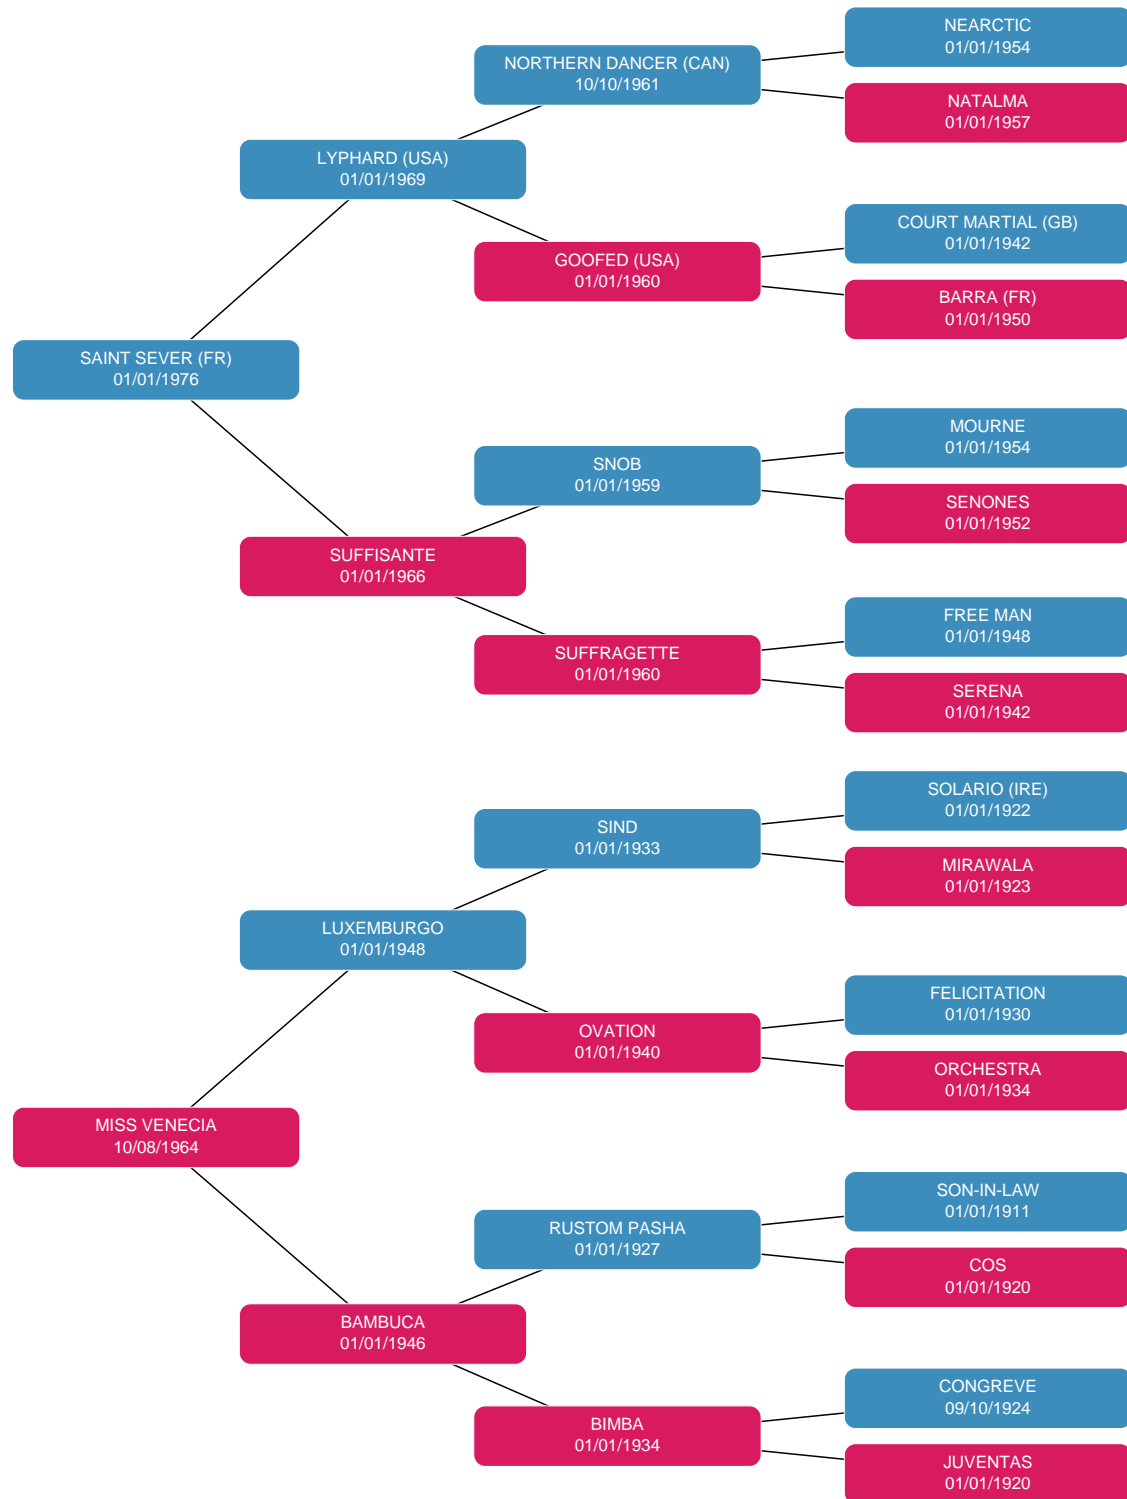 NEARCTIC
01/01/1954
NORTHERN DANCER (CAN)
10/10/1961
NATALMA
01/01/1957
LYPHARD (USA)
01/01/1969
COURT MARTIAL (GB)
01/01/1942
GOOFED (USA)
01/01/1960
BARRA (FR)
01/01/1950
SAINT SEVER (FR)
01/01/1976
MOURNE
01/01/1954
SNOB
01/01/1959
SENONES
01/01/1952
SUFFISANTE
01/01/1966
FREE MAN
01/01/1948
SUFFRAGETTE
01/01/1960
SERENA
01/01/1942
SOLARIO (IRE)
01/01/1922
SIND
01/01/1933
MIRAWALA
01/01/1923
LUXEMBURGO
01/01/1948
FELICITATION
01/01/1930
OVATION
01/01/1940
ORCHESTRA
01/01/1934
MISS VENECIA
10/08/1964
SON-IN-LAW
01/01/1911
RUSTOM PASHA
01/01/1927
COS
01/01/1920
BAMBUCA
01/01/1946
CONGREVE
09/10/1924
BIMBA
01/01/1934
JUVENTAS
01/01/1920